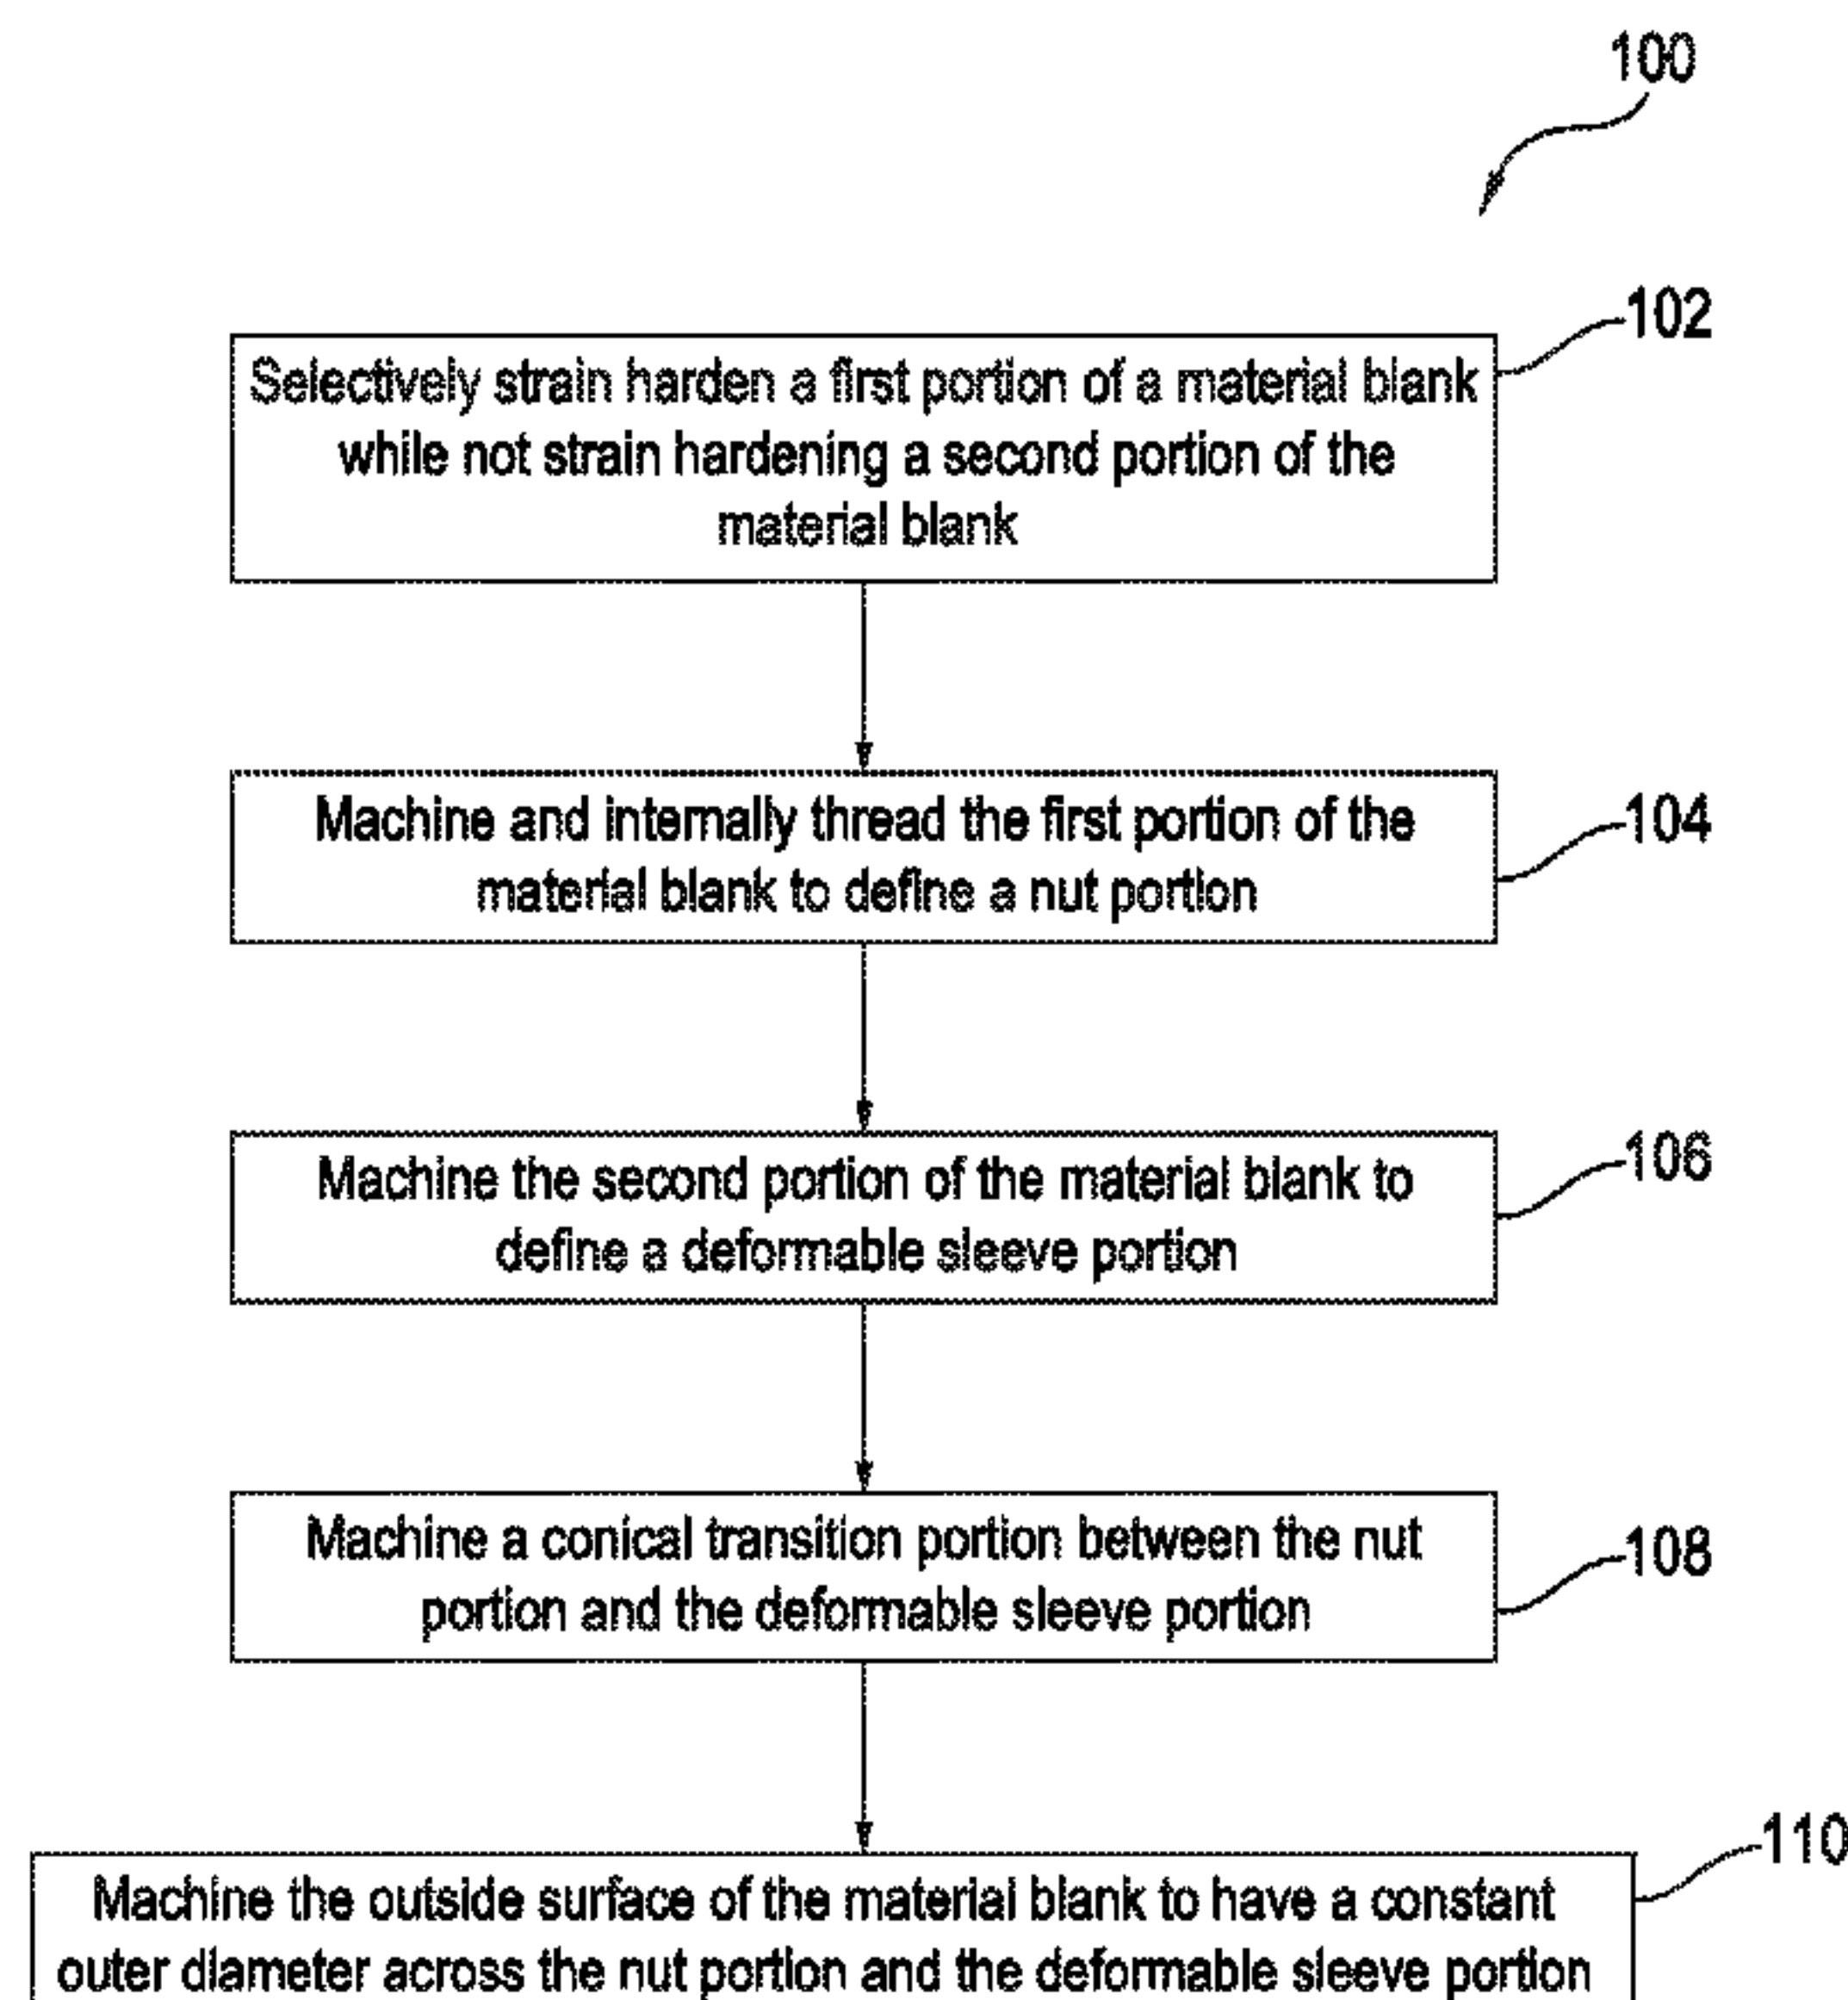 100
102
Selectively strain harden a first portion of a material blank
while not strain hardening a second portion of the
material blank
104
Machine and internally thread the first portion of the
material blank to define a nut portion
106
Machine the second portion of the material blank to
define a deformable sleeve portion
108
Machine a conical transition portion between the nut
portion and the deformable sleeve portion
110
Machine the outside surface of the material blank to have a constant
outer diameter across the nut portion and the deformable sleeve portion